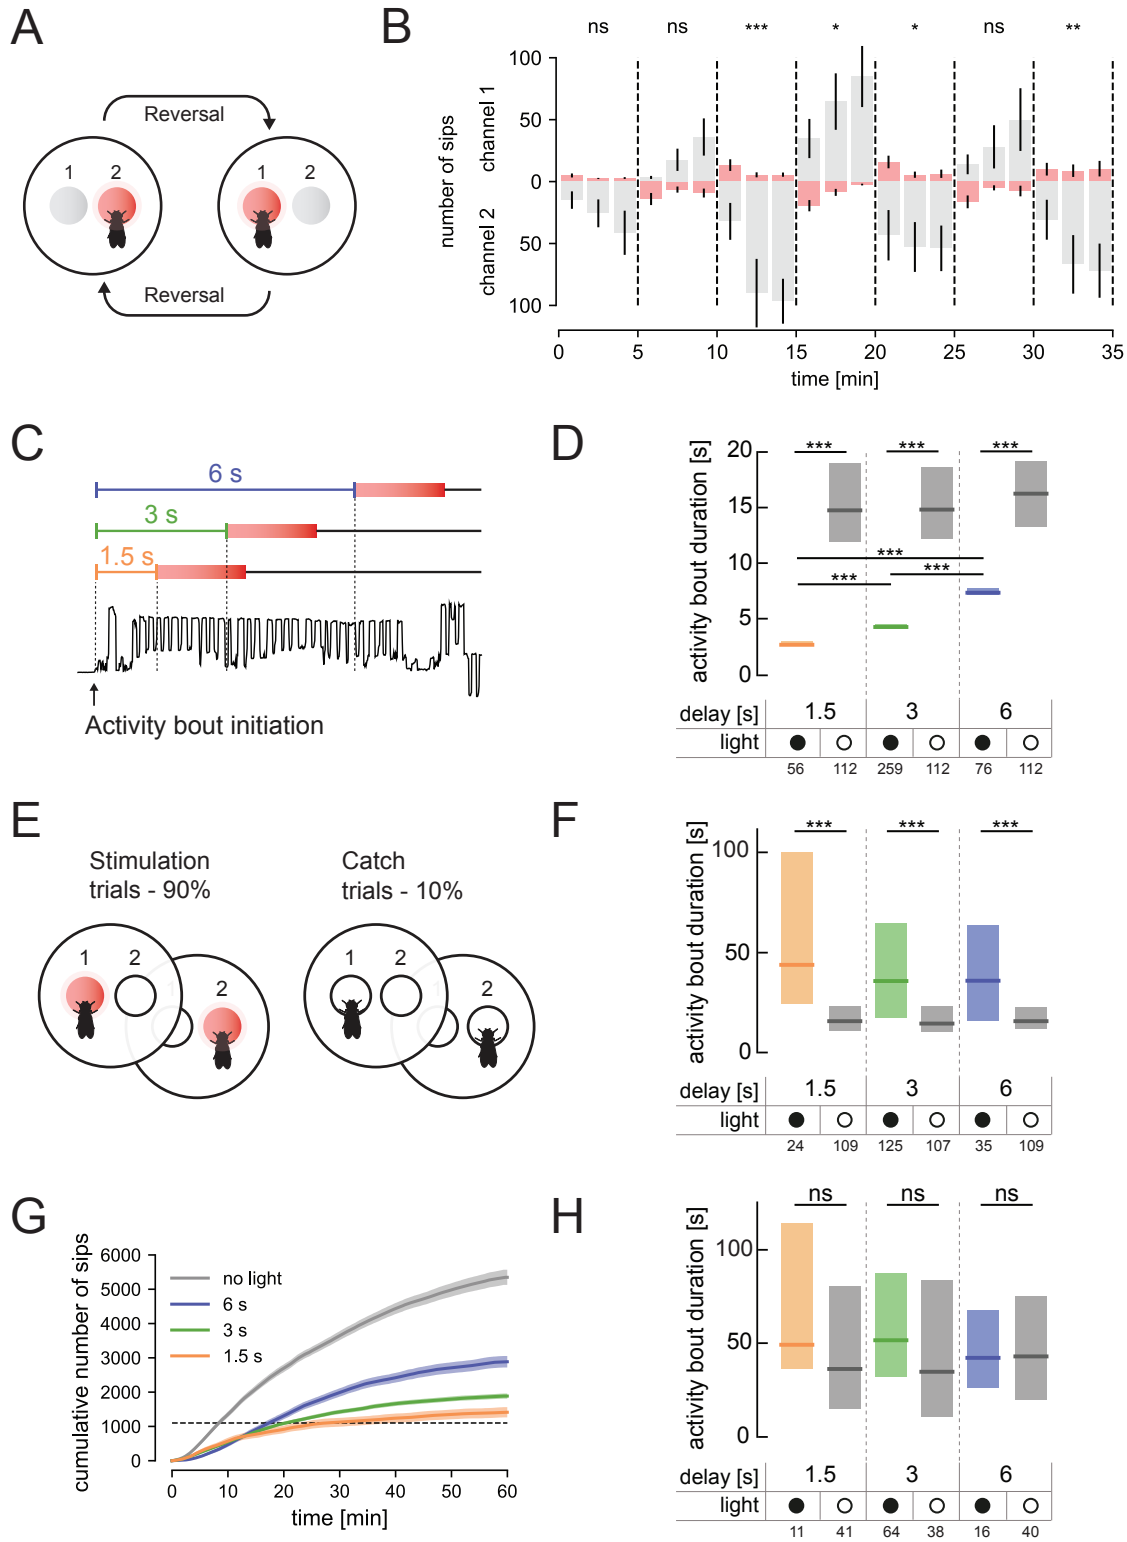 A
Reversal
1
2
1
2
Reversal
B
ns
ns
***
*
*
ns
**
number of sips
channel 1
channel 2
100
50
0
50
100
0
5
10
15
20
25
30
35
time [min]
C
6 s
3 s
1.5 s
Activity bout initiation
D
activity bout duration [s]
20
15
10
5
0
***
***
***
***
***
***
delay [s]
1.5
3
6
light
56
112
259
112
76
112
E
Stimulation
trials - 90%
Catch
trials - 10%
1
2
1
2
1
2
2
F
activity bout duration [s]
100
50
0
***
***
***
delay [s]
1.5
3
6
light
24
109
125
107
35
109
G
cumulative number of sips
6000
5000
4000
3000
2000
1000
0
no light
6 s
3 s
1.5 s
0
10
20
30
40
50
60
time [min]
H
activity bout duration [s]
100
50
0
ns
ns
ns
delay [s]
1.5
3
6
light
11
41
64
38
16
40